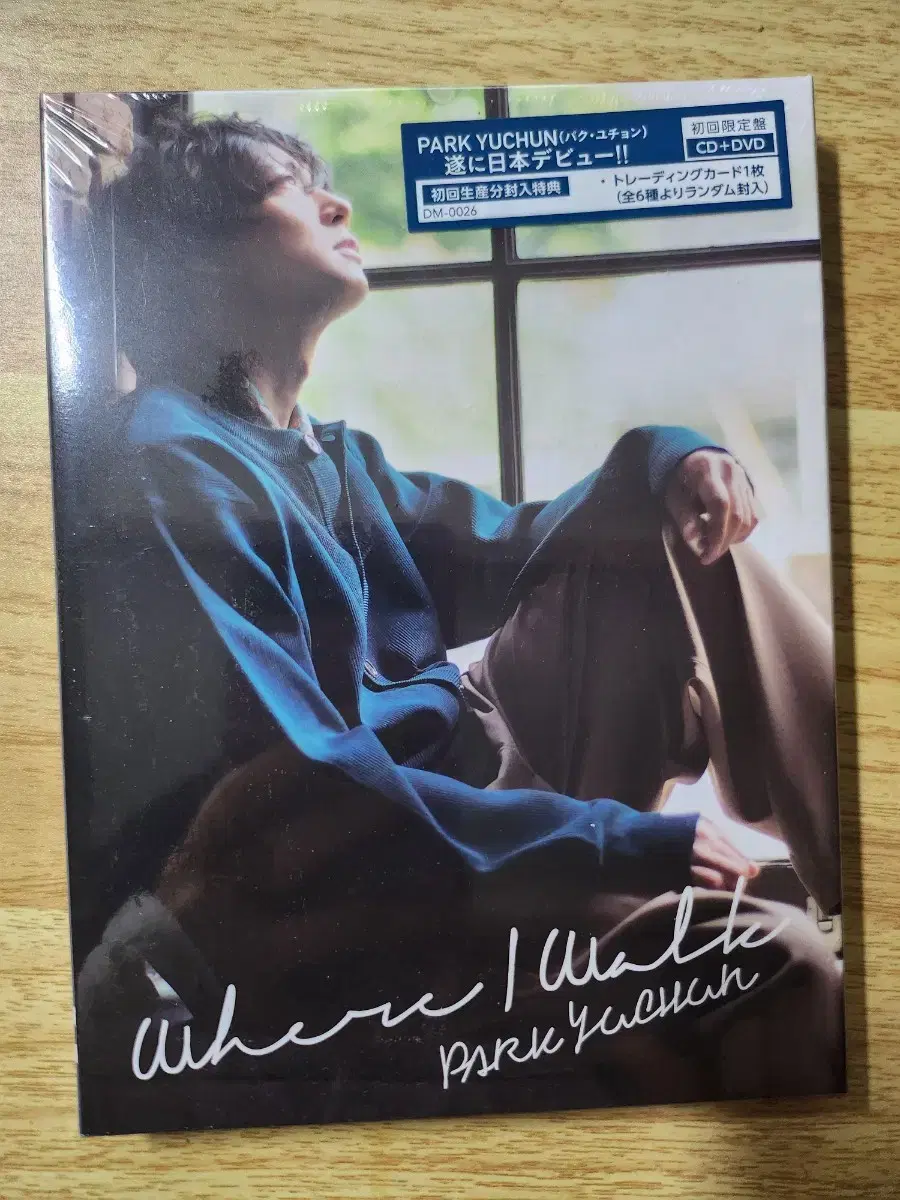 PARK YUCHUN(パク・ユチョン)
遂に日本デビュー!!
初回限定盤
CD+DVD
初回生産分封入特典
・トレーディングカード1枚
(全6種よりランダム封入)
DM-0026
Where I Walk
PARK YUCHUN